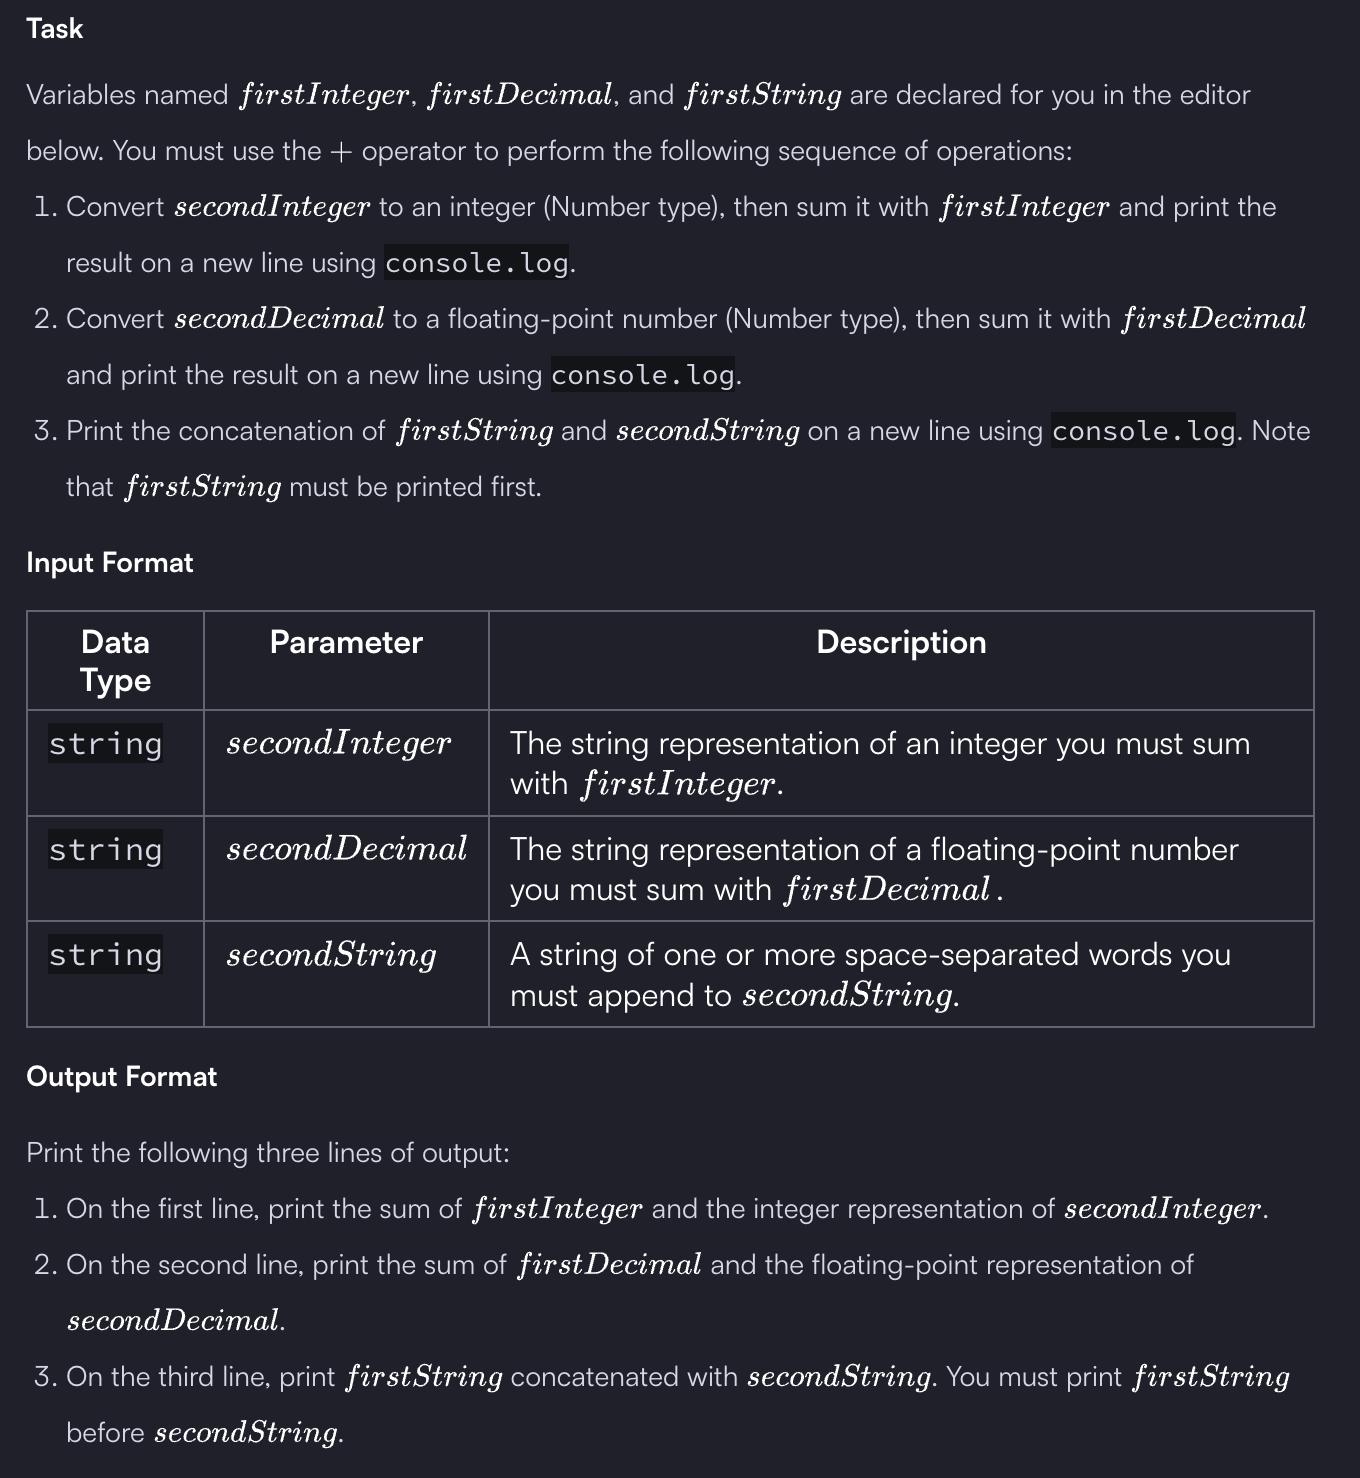 Task
Variables named firstInteger, firstDecimal, and firstString are declared for you in the editor
below. You must use the + operator to perform the following sequence of operations:
1. Convert secondInteger to an integer (Number type), then sum it with firstInteger and print the
result on a new line using console.log.
2. Convert secondDecimal to a floating-point number (Number type), then sum it with firstDecimal
and print the result on a new line using console.log.
3. Print the concatenation of firstString and secondString on a new line using console.log. Note
that firstString must be printed first.
Input Format
Data
Type
Parameter
Description
string
secondInteger
The string representation of an integer you must sum
with firstInteger.
string
secondDecimal
The string representation of a floating-point number
you must sum with firstDecimal.
string
secondString
A string of one or more space-separated words you
must append to secondString.
Output Format
Print the following three lines of output:
1. On the first line, print the sum of firstInteger and the integer representation of secondInteger.
2. On the second line, print the sum of firstDecimal and the floating-point representation of
secondDecimal.
3. On the third line, print firstString concatenated with secondString. You must print firstString
before secondString.